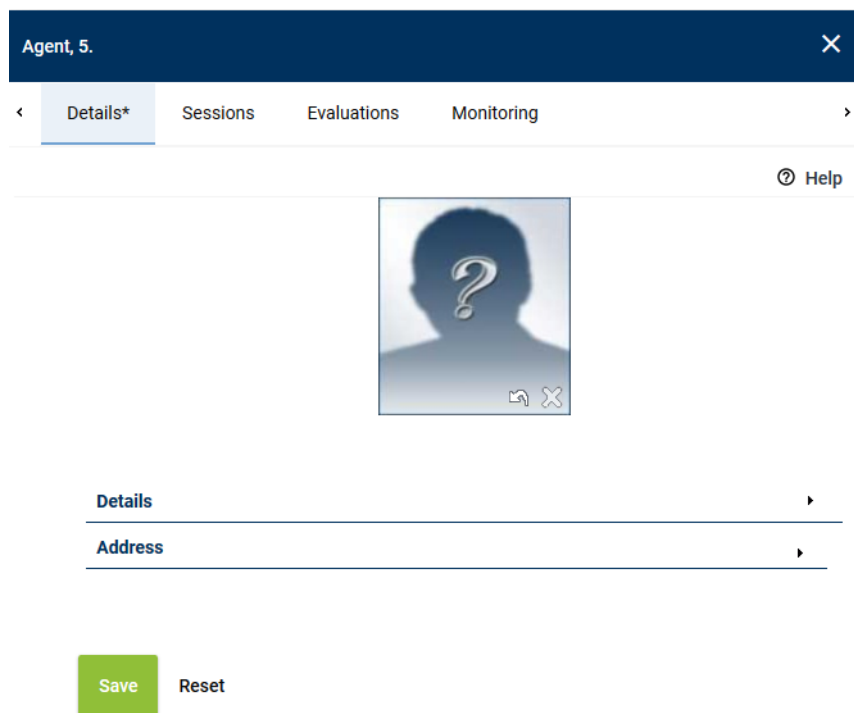 Agent, 5.
Details* Sessions Evaluations Monitoring
Help
Details
Address
Save Reset